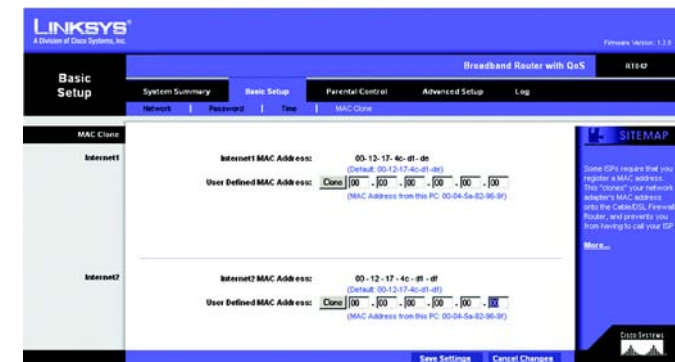 LINKSYS®
A Division of Cisco Systems, Inc.
Firmware Version: 1.3.5
Broadband Router with QoS
RT042
Basic Setup
System Summary
Basic Setup
Parental Control
Advanced Setup
Log
Network | Password | Time | MAC Clone
MAC Clone
SITEMAP
Internet1
Internet1 MAC Address: 00-12-17-4c-d1-de
(Default: 00-12-17-4c-d1-de)
User Defined MAC Address: Clone 00 - 00 - 00 - 00 - 00 - 00
(MAC Address from this PC: 00-04-5a-82-96-9f)
Some ISPs require that you
register a MAC address.
This "clones" your network
adapter's MAC address
onto the Cable/DSL Firewall
Router, and prevents you
from having to call your ISP
More...
Internet2
Internet2 MAC Address: 00-12-17-4c-d1-df
(Default: 00-12-17-4c-d1-df)
User Defined MAC Address: Clone 00 - 00 - 00 - 00 - 00 - 00
(MAC Address from this PC: 00-04-5a-82-96-9f)
Save Settings
Cancel Changes
CISCO SYSTEMS